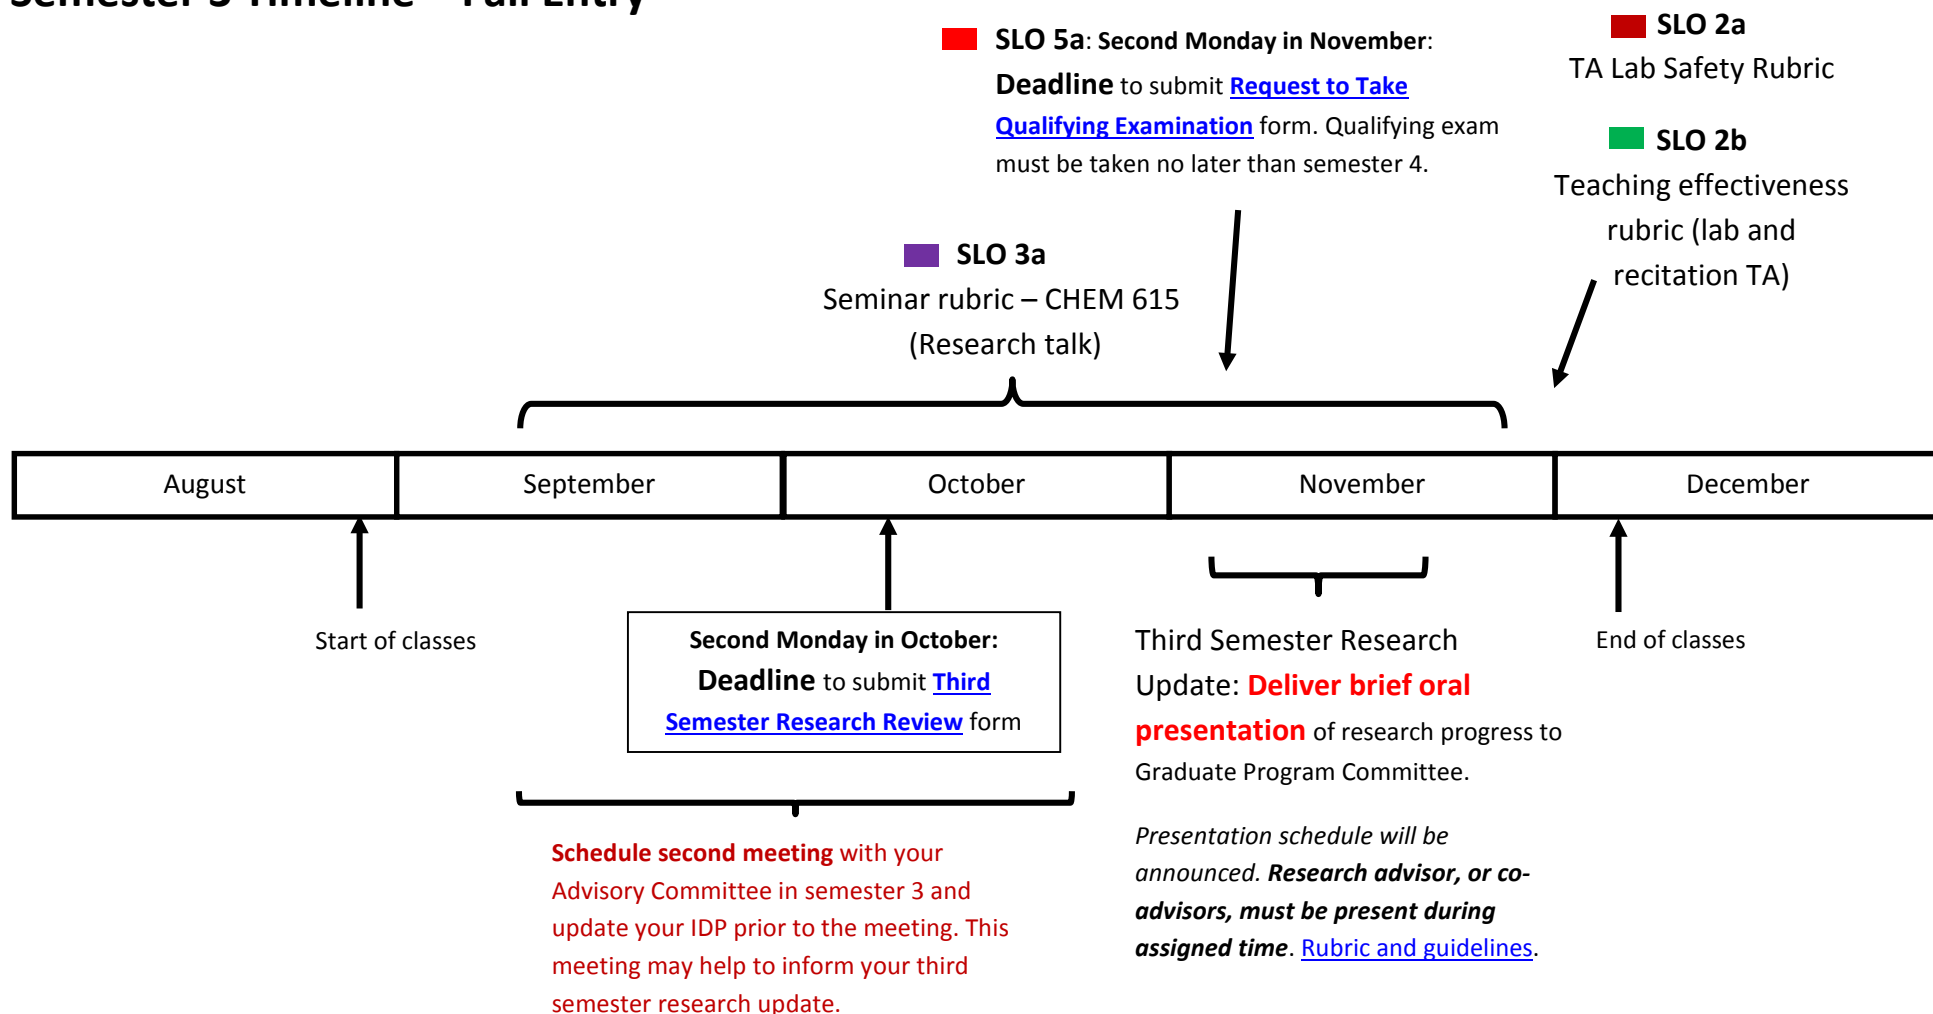 Semester 3 Timeline – Fall Entry
SLO 5a: Second Monday in November:
Deadline to submit Request to Take
Qualifying Examination form. Qualifying exam
must be taken no later than semester 4.
SLO 2a
TA Lab Safety Rubric
SLO 2b
Teaching effectiveness
rubric (lab and
recitation TA)
SLO 3a
Seminar rubric – CHEM 615
(Research talk)
August
September
October
November
December
Start of classes
Second Monday in October:
Deadline to submit Third
Semester Research Review form
Third Semester Research
Update: Deliver brief oral
presentation of research progress to
Graduate Program Committee.
Presentation schedule will be
announced. Research advisor, or co-
advisors, must be present during
assigned time. Rubric and guidelines.
End of classes
Schedule second meeting with your
Advisory Committee in semester 3 and
update your IDP prior to the meeting. This
meeting may help to inform your third
semester research update.